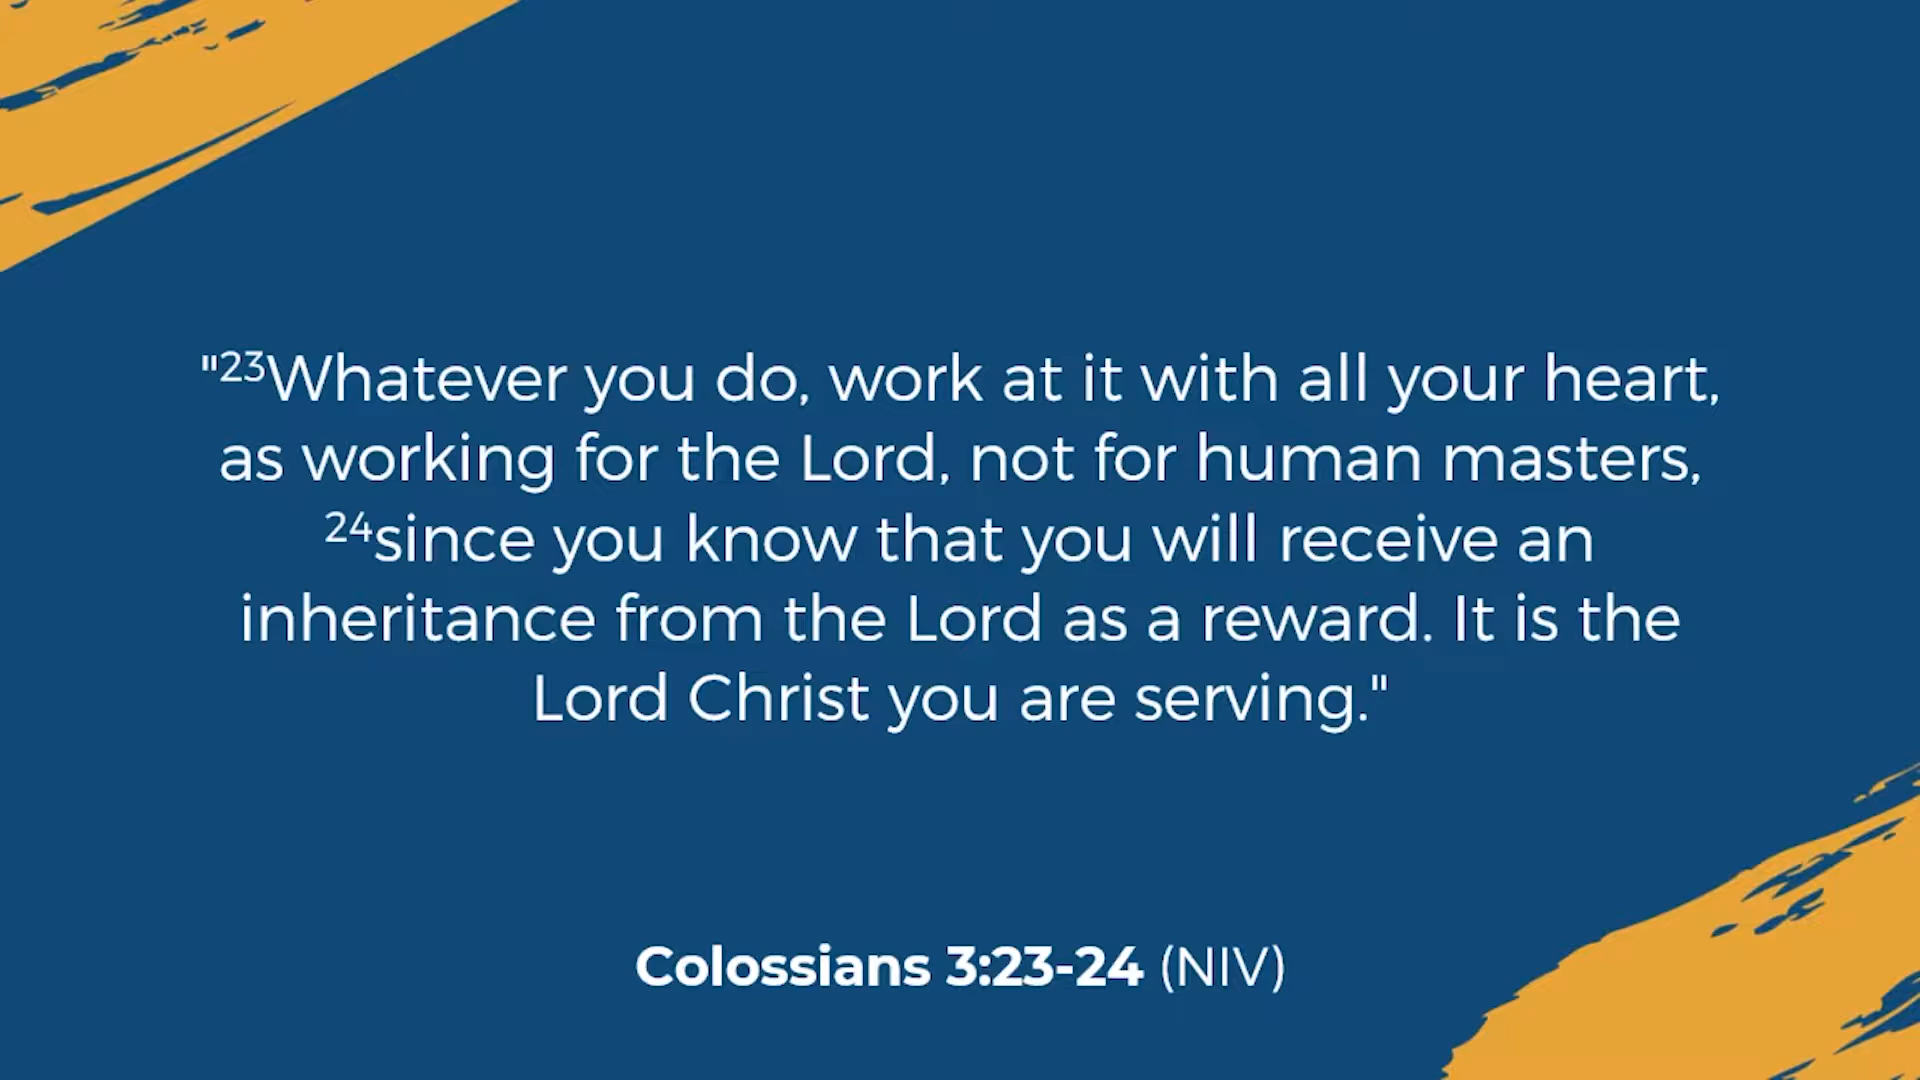 "²³Whatever you do, work at it with all your heart,
as working for the Lord, not for human masters,
²⁴since you know that you will receive an
inheritance from the Lord as a reward. It is the
Lord Christ you are serving."
Colossians 3:23-24 (NIV)